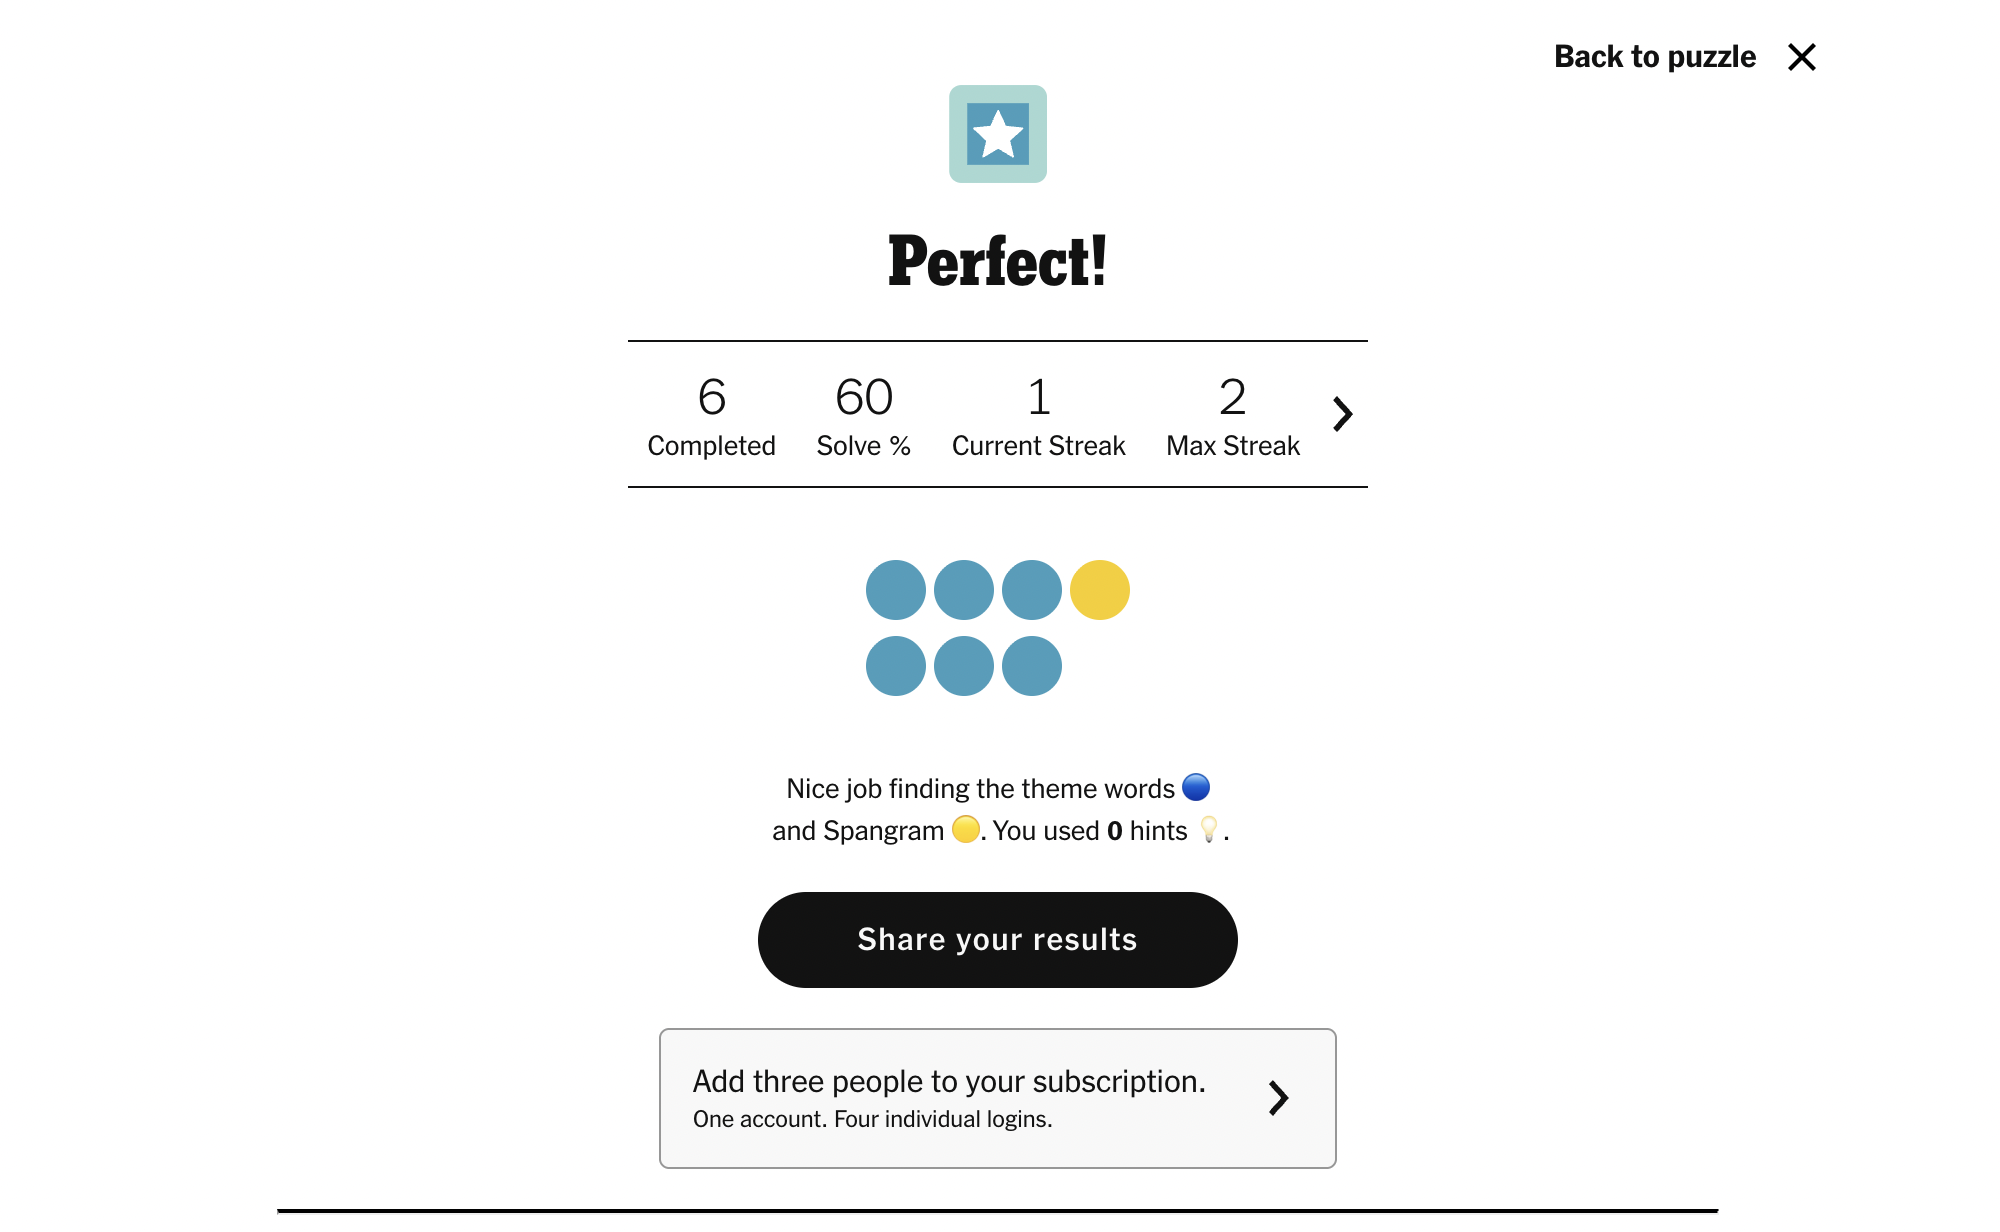 Back to puzzle
Perfect!
6 60 1 2
Completed Solve % Current Streak Max Streak
Nice job finding the theme words
and Spangram . You used 0 hints .
Share your results
Add three people to your subscription.
One account. Four individual logins.